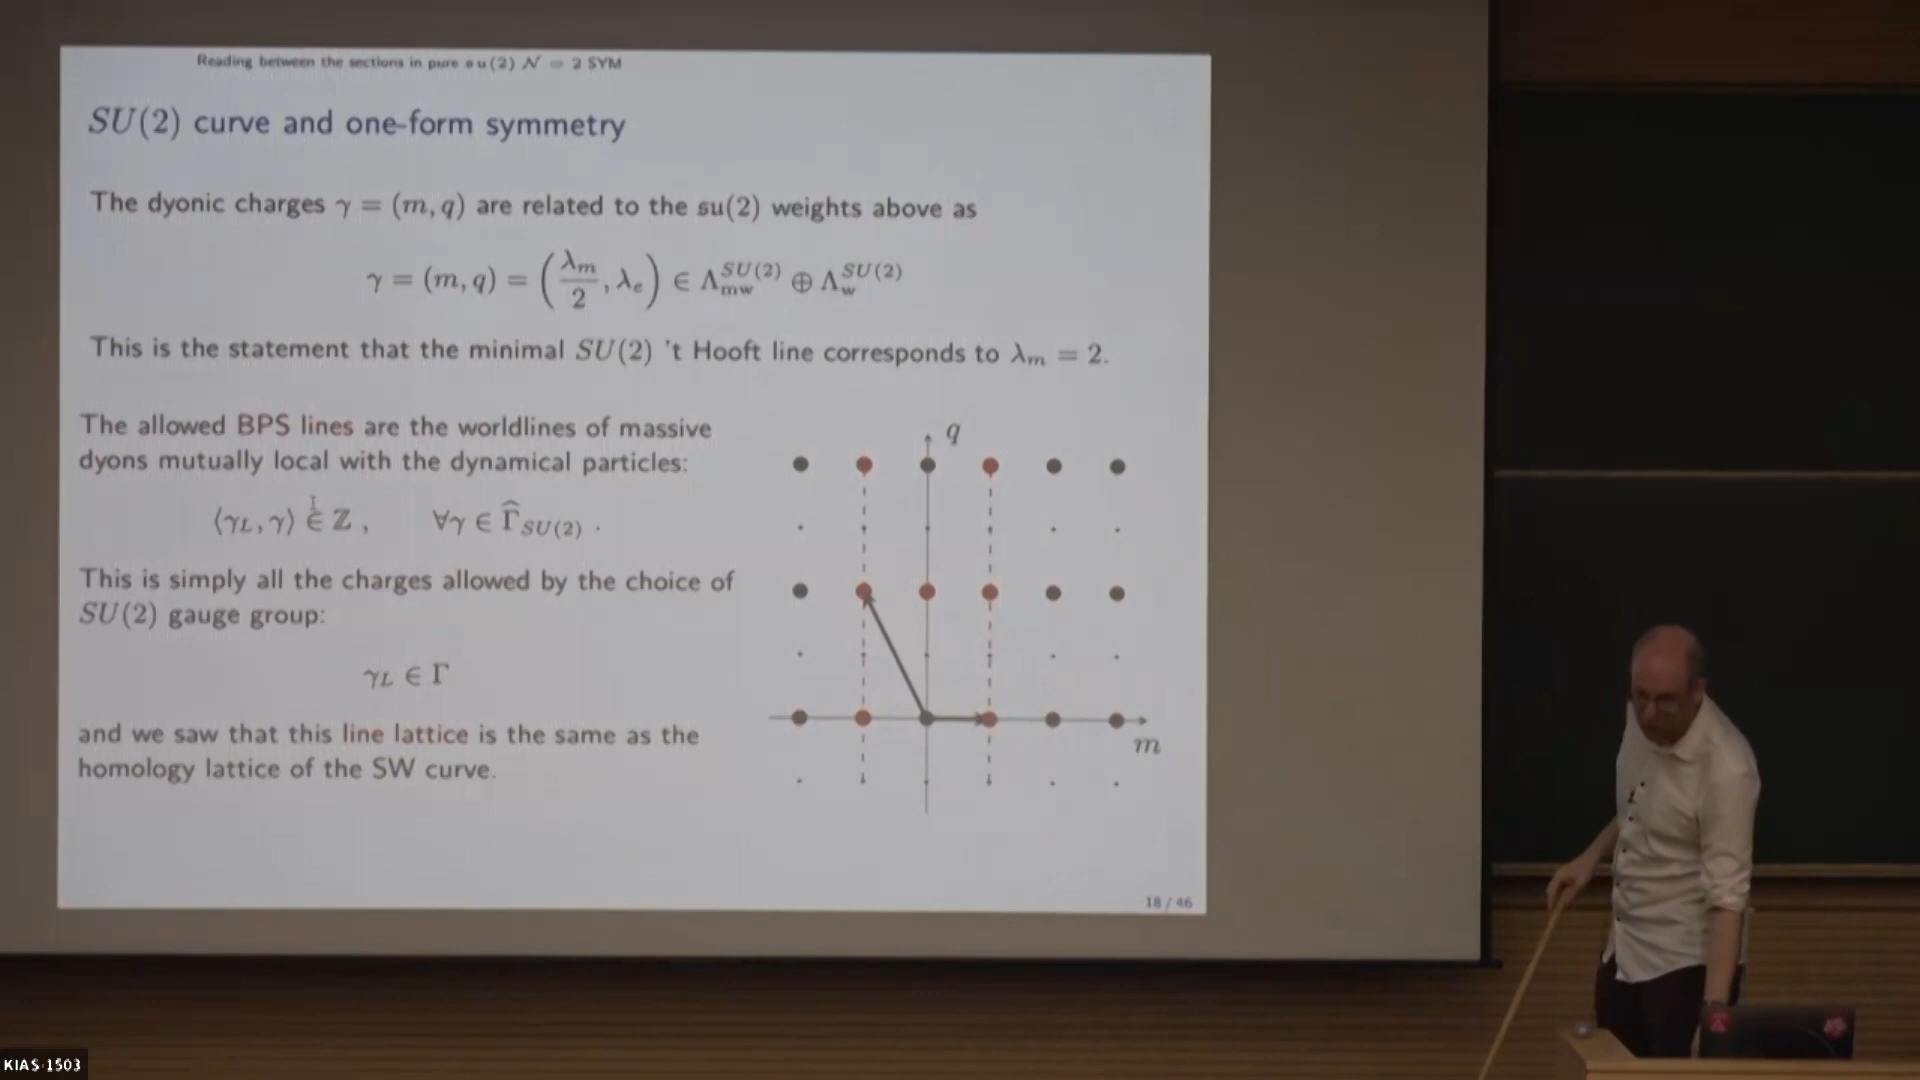 Reading between the sections in pure su(2) N = 2 SYM
SU(2) curve and one-form symmetry
The dyonic charges γ = (m, q) are related to the su(2) weights above as
γ = (m, q) = (λ_m/2, λ_e) ∈ Λ_mw^SU(2) ⊕ Λ_w^SU(2)
This is the statement that the minimal SU(2) 't Hooft line corresponds to λ_m = 2.
The allowed BPS lines are the worldlines of massive
dyons mutually local with the dynamical particles:
⟨γ_L, γ⟩ ∈ ℤ , ∀γ ∈ Γ̂_SU(2) .
This is simply all the charges allowed by the choice of
SU(2) gauge group:
γ_L ∈ Γ
and we saw that this line lattice is the same as the
homology lattice of the SW curve.
q
m
18 / 46
KIAS 1503